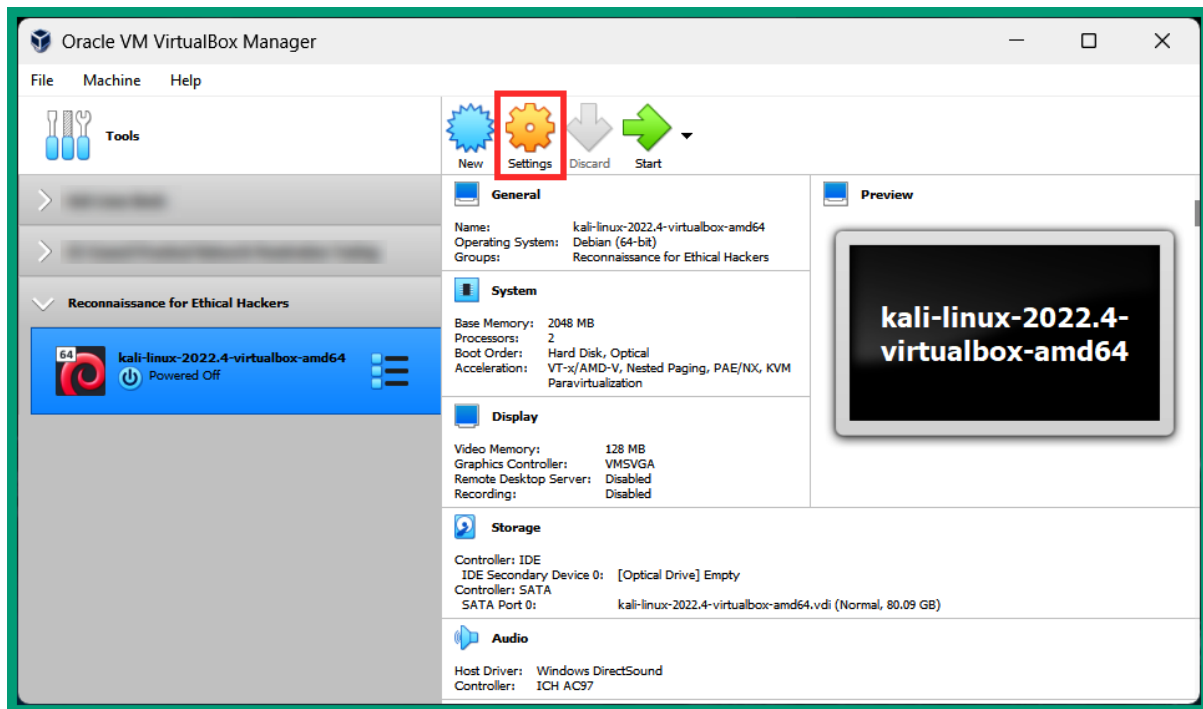 Oracle VM VirtualBox Manager
File Machine Help
Tools
New Settings Discard Start
Reconnaissance for Ethical Hackers
64
kali-linux-2022.4-virtualbox-amd64
Powered Off
General
Name: kali-linux-2022.4-virtualbox-amd64
Operating System: Debian (64-bit)
Groups: Reconnaissance for Ethical Hackers
System
Base Memory: 2048 MB
Processors: 2
Boot Order: Hard Disk, Optical
Acceleration: VT-x/AMD-V, Nested Paging, PAE/NX, KVM
Paravirtualization
Display
Video Memory: 128 MB
Graphics Controller: VMSVGA
Remote Desktop Server: Disabled
Recording: Disabled
Preview
kali-linux-2022.4-
virtualbox-amd64
Storage
Controller: IDE
IDE Secondary Device 0: [Optical Drive] Empty
Controller: SATA
SATA Port 0: kali-linux-2022.4-virtualbox-amd64.vdi (Normal, 80.09 GB)
Audio
Host Driver: Windows DirectSound
Controller: ICH AC97